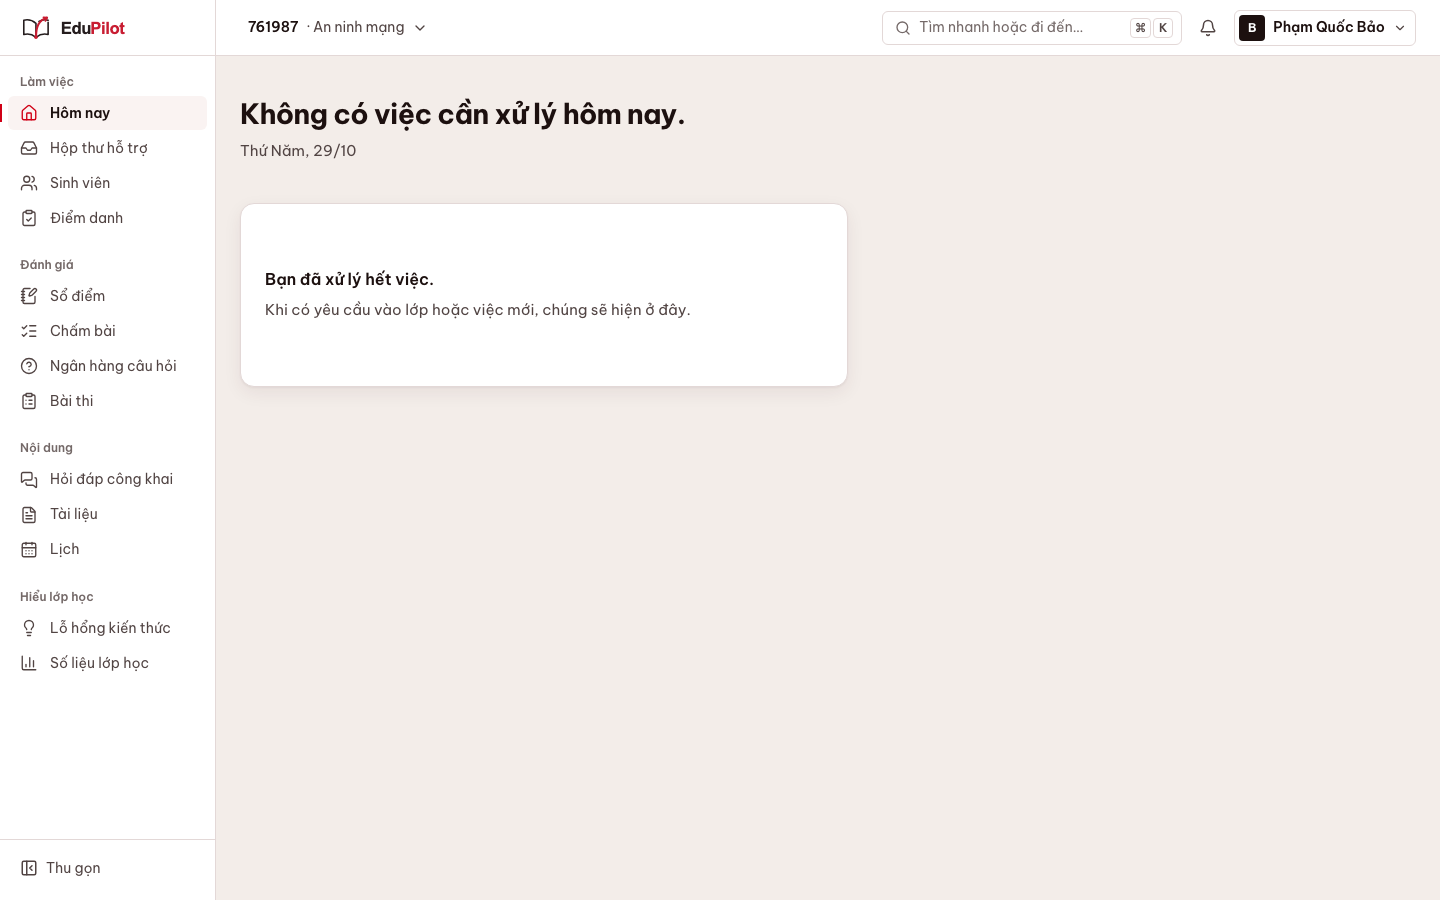 EduPilot
761987 · An ninh mạng
Tìm nhanh hoặc đi đến...
⌘ K
B Phạm Quốc Bảo
Làm việc
Hôm nay
Hộp thư hỗ trợ
Sinh viên
Điểm danh
Đánh giá
Sổ điểm
Chấm bài
Ngân hàng câu hỏi
Bài thi
Nội dung
Hỏi đáp công khai
Tài liệu
Lịch
Hiểu lớp học
Lỗ hổng kiến thức
Số liệu lớp học
Thu gọn
Không có việc cần xử lý hôm nay.
Thứ Năm, 29/10
Bạn đã xử lý hết việc.
Khi có yêu cầu vào lớp hoặc việc mới, chúng sẽ hiện ở đây.